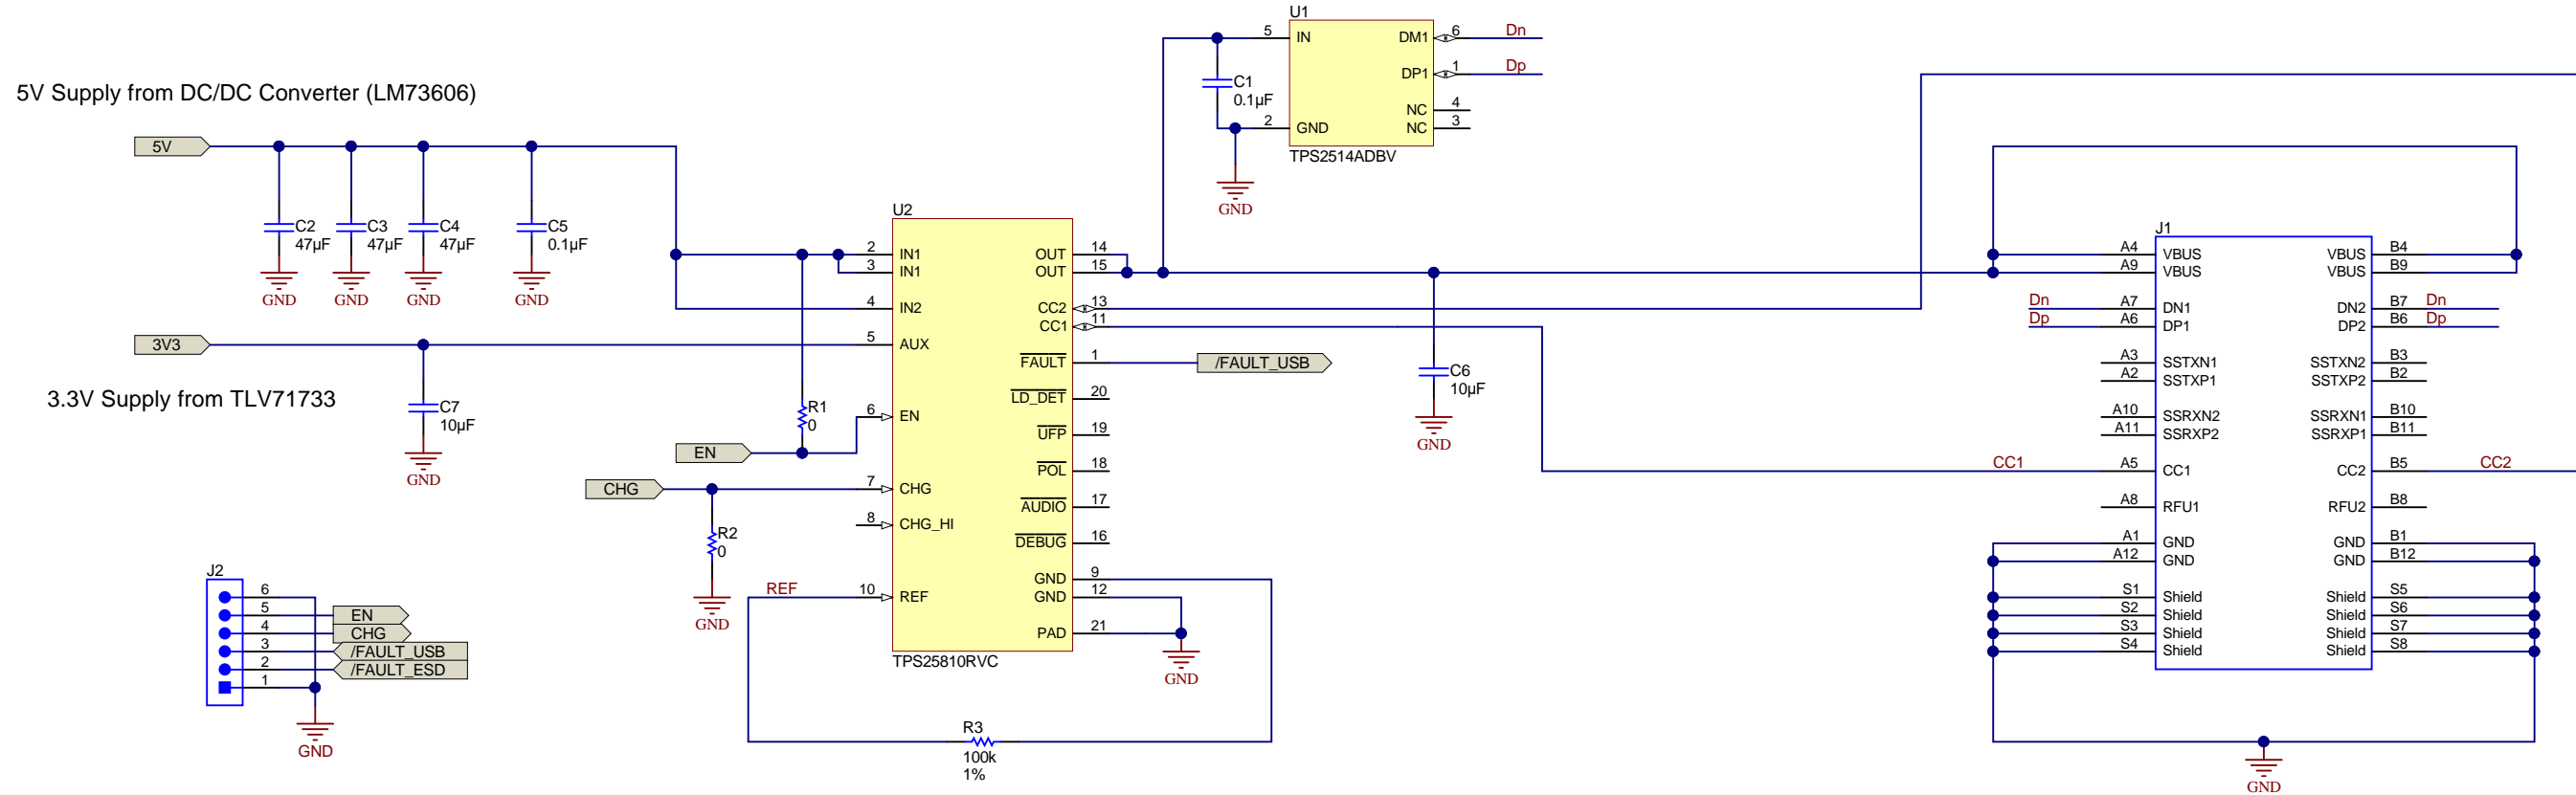 5V Supply from DC/DC Converter (LM73606)
5V
C2
47µF
GND
C3
47µF
GND
C4
47µF
GND
C5
0.1µF
GND
3V3
3.3V Supply from TLV71733
C7
10µF
GND
U1
5 IN
2 GND
DM1 6 Dn
DP1 1 Dp
NC 4
NC 3
TPS2514ADBV
C1
0.1µF
GND
U2
2 IN1
3 IN1
4 IN2
5 AUX
6 EN
7 CHG
8 CHG_HI
10 REF
OUT 14
OUT 15
CC2 13
CC1 11
FAULT 1
LD_DET 20
UFP 19
POL 18
AUDIO 17
DEBUG 16
GND 9
GND 12
PAD 21
TPS25810RVC
/FAULT_USB
R1
0
EN
CHG
R2
0
GND
REF
GND
R3
100k
1%
C6
10µF
GND
J2
6
5 EN
4 CHG
3 /FAULT_USB
2 /FAULT_ESD
1
GND
J1
A4 VBUS VBUS B4
A9 VBUS VBUS B9
Dn A7 DN1 DN2 B7 Dn
Dp A6 DP1 DP2 B6 Dp
A3 SSTXN1 SSTXN2 B3
A2 SSTXP1 SSTXP2 B2
A10 SSRXN2 SSRXN1 B10
A11 SSRXP2 SSRXP1 B11
CC1 A5 CC1 CC2 B5 CC2
A8 RFU1 RFU2 B8
A1 GND GND B1
A12 GND GND B12
S1 Shield Shield S5
S2 Shield Shield S6
S3 Shield Shield S7
S4 Shield Shield S8
GND